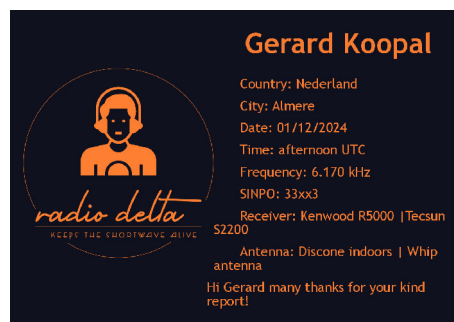 Gerard Koopal
Country: Nederland
City: Almere
Date: 01/12/2024
Time: afternoon UTC
Frequency: 6.170 kHz
SINPO: 33xx3
Receiver: Kenwood R5000 |Tecsun
S2200
Antenna: Discone indoors | Whip
antenna
Hi Gerard many thanks for your kind
report!
radio delta
KEEPS THE SHORTWAVE ALIVE